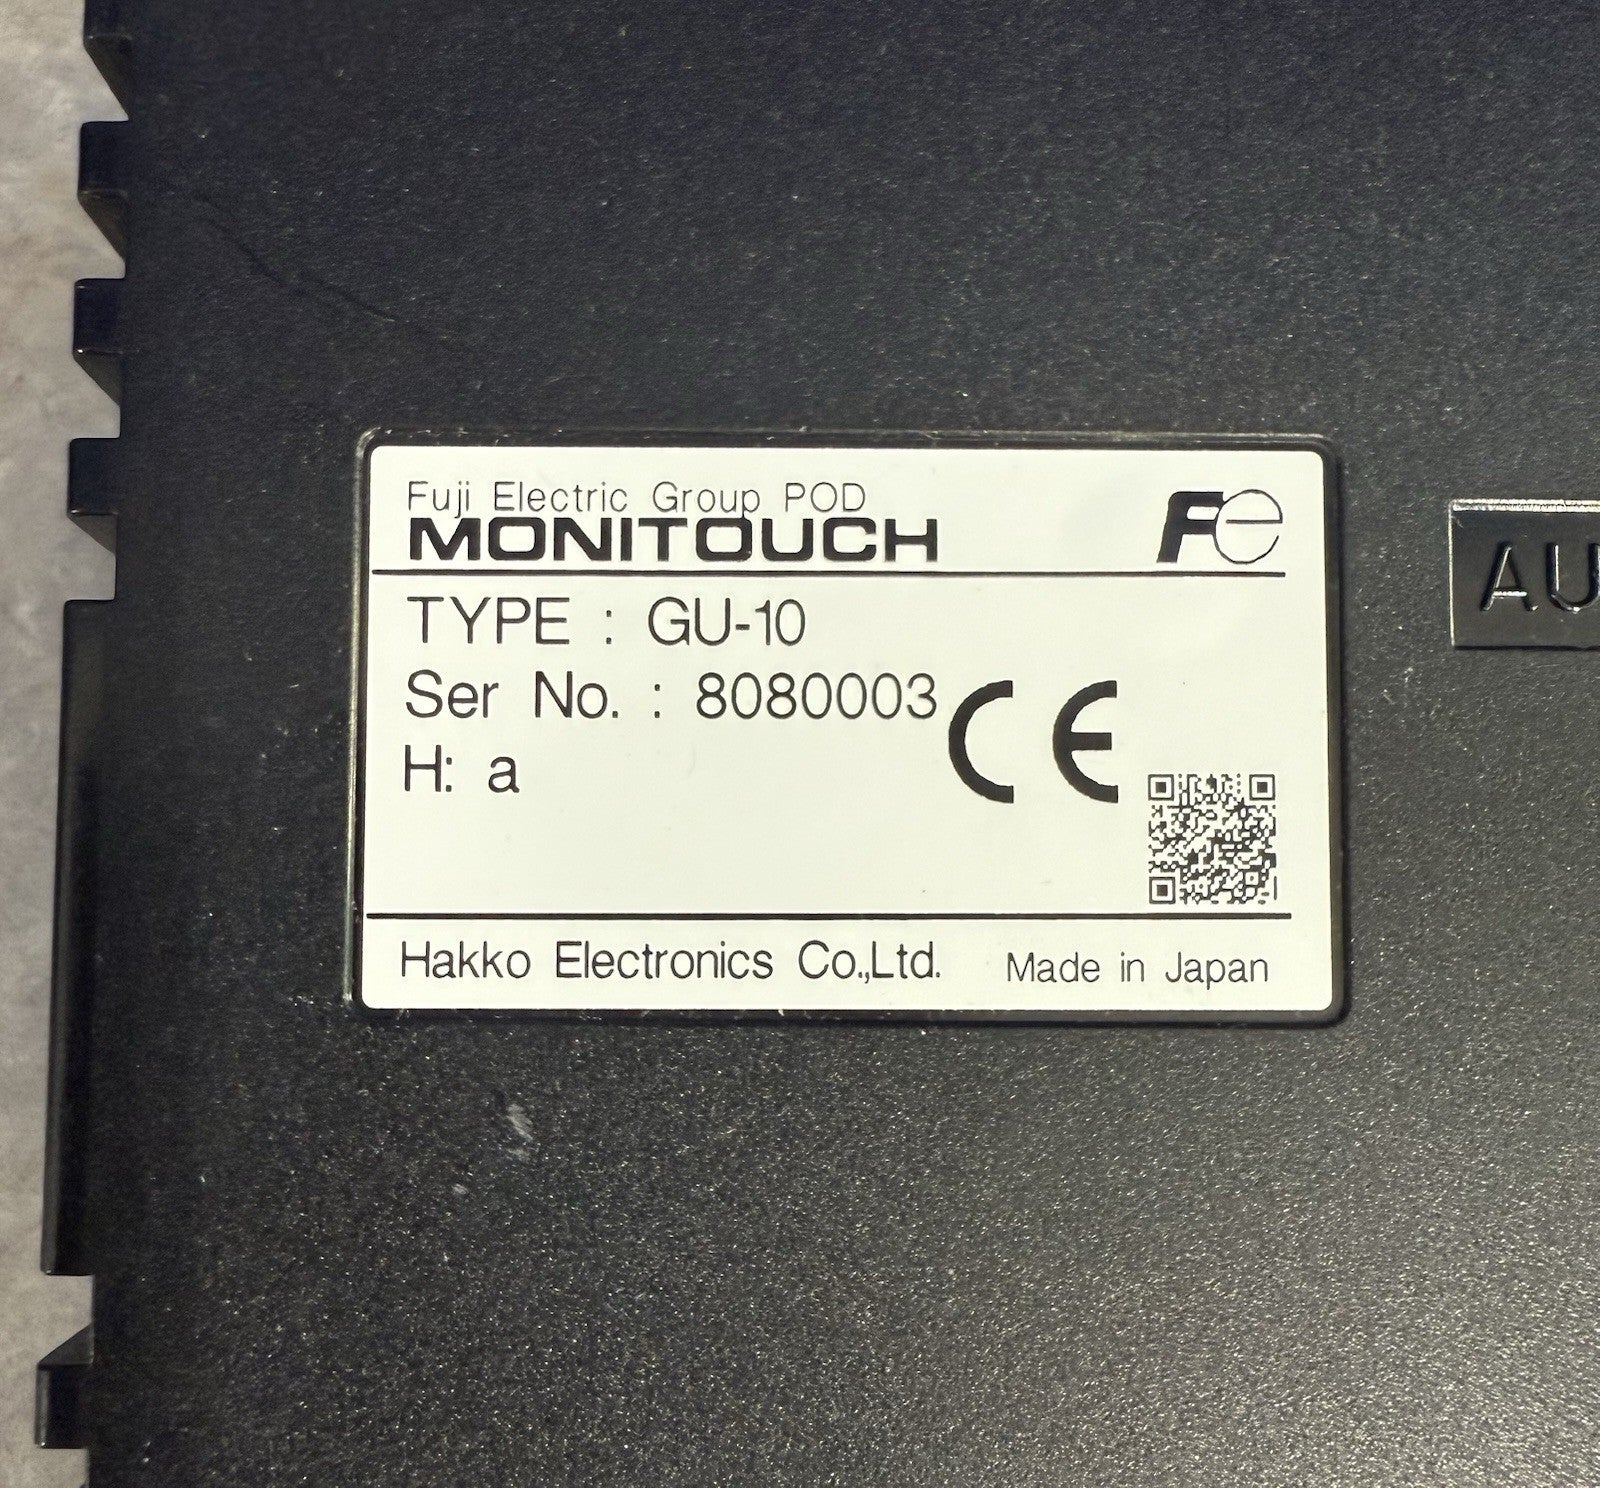 Fuji Electric Group POD
MONITOUCH
Fe
TYPE : GU-10
Ser No. : 8080003
H: a
CE
Hakko Electronics Co.,Ltd. Made in Japan
AU